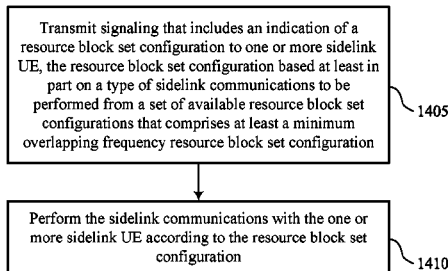 Transmit signaling that includes an indication of a
resource block set configuration to one or more sidelink
UE, the resource block set configuration based at least in
part on a type of sidelink communications to be
performed from a set of available resource block set
configurations that comprises at least a minimum
overlapping frequency resource block set configuration
1405
Perform the sidelink communications with the one or
more sidelink UE according to the resource block set
configuration
1410